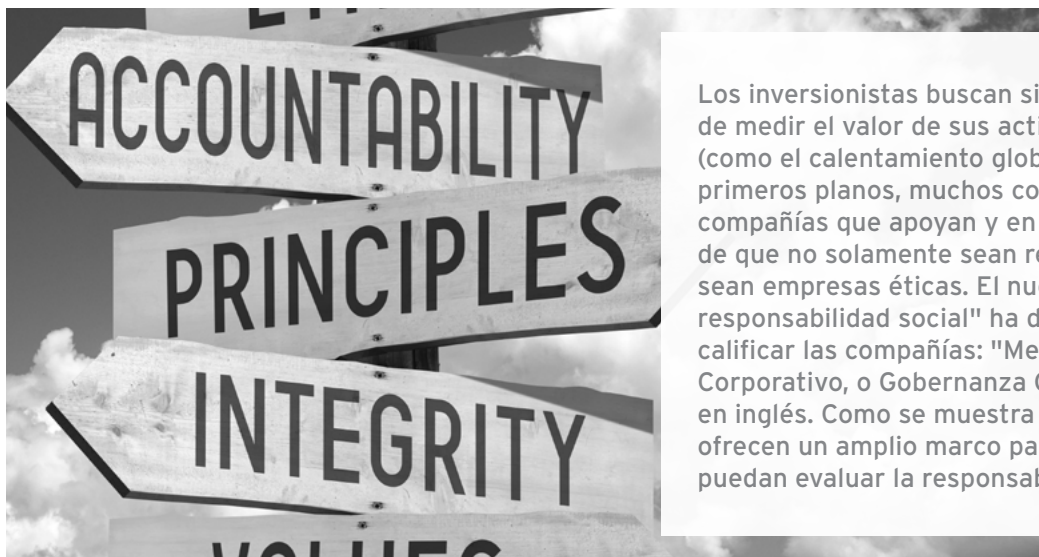 ACCOUNTABILITY
PRINCIPLES
INTEGRITY
VALUES
Los inversionistas buscan si
de medir el valor de sus acti
(como el calentamiento glob
primeros planos, muchos co
compañías que apoyan y en
de que no solamente sean re
sean empresas éticas. El nue
responsabilidad social" ha d
calificar las compañías: "Me
Corporativo, o Gobernanza C
en inglés. Como se muestra
ofrecen un amplio marco pa
puedan evaluar la responsab